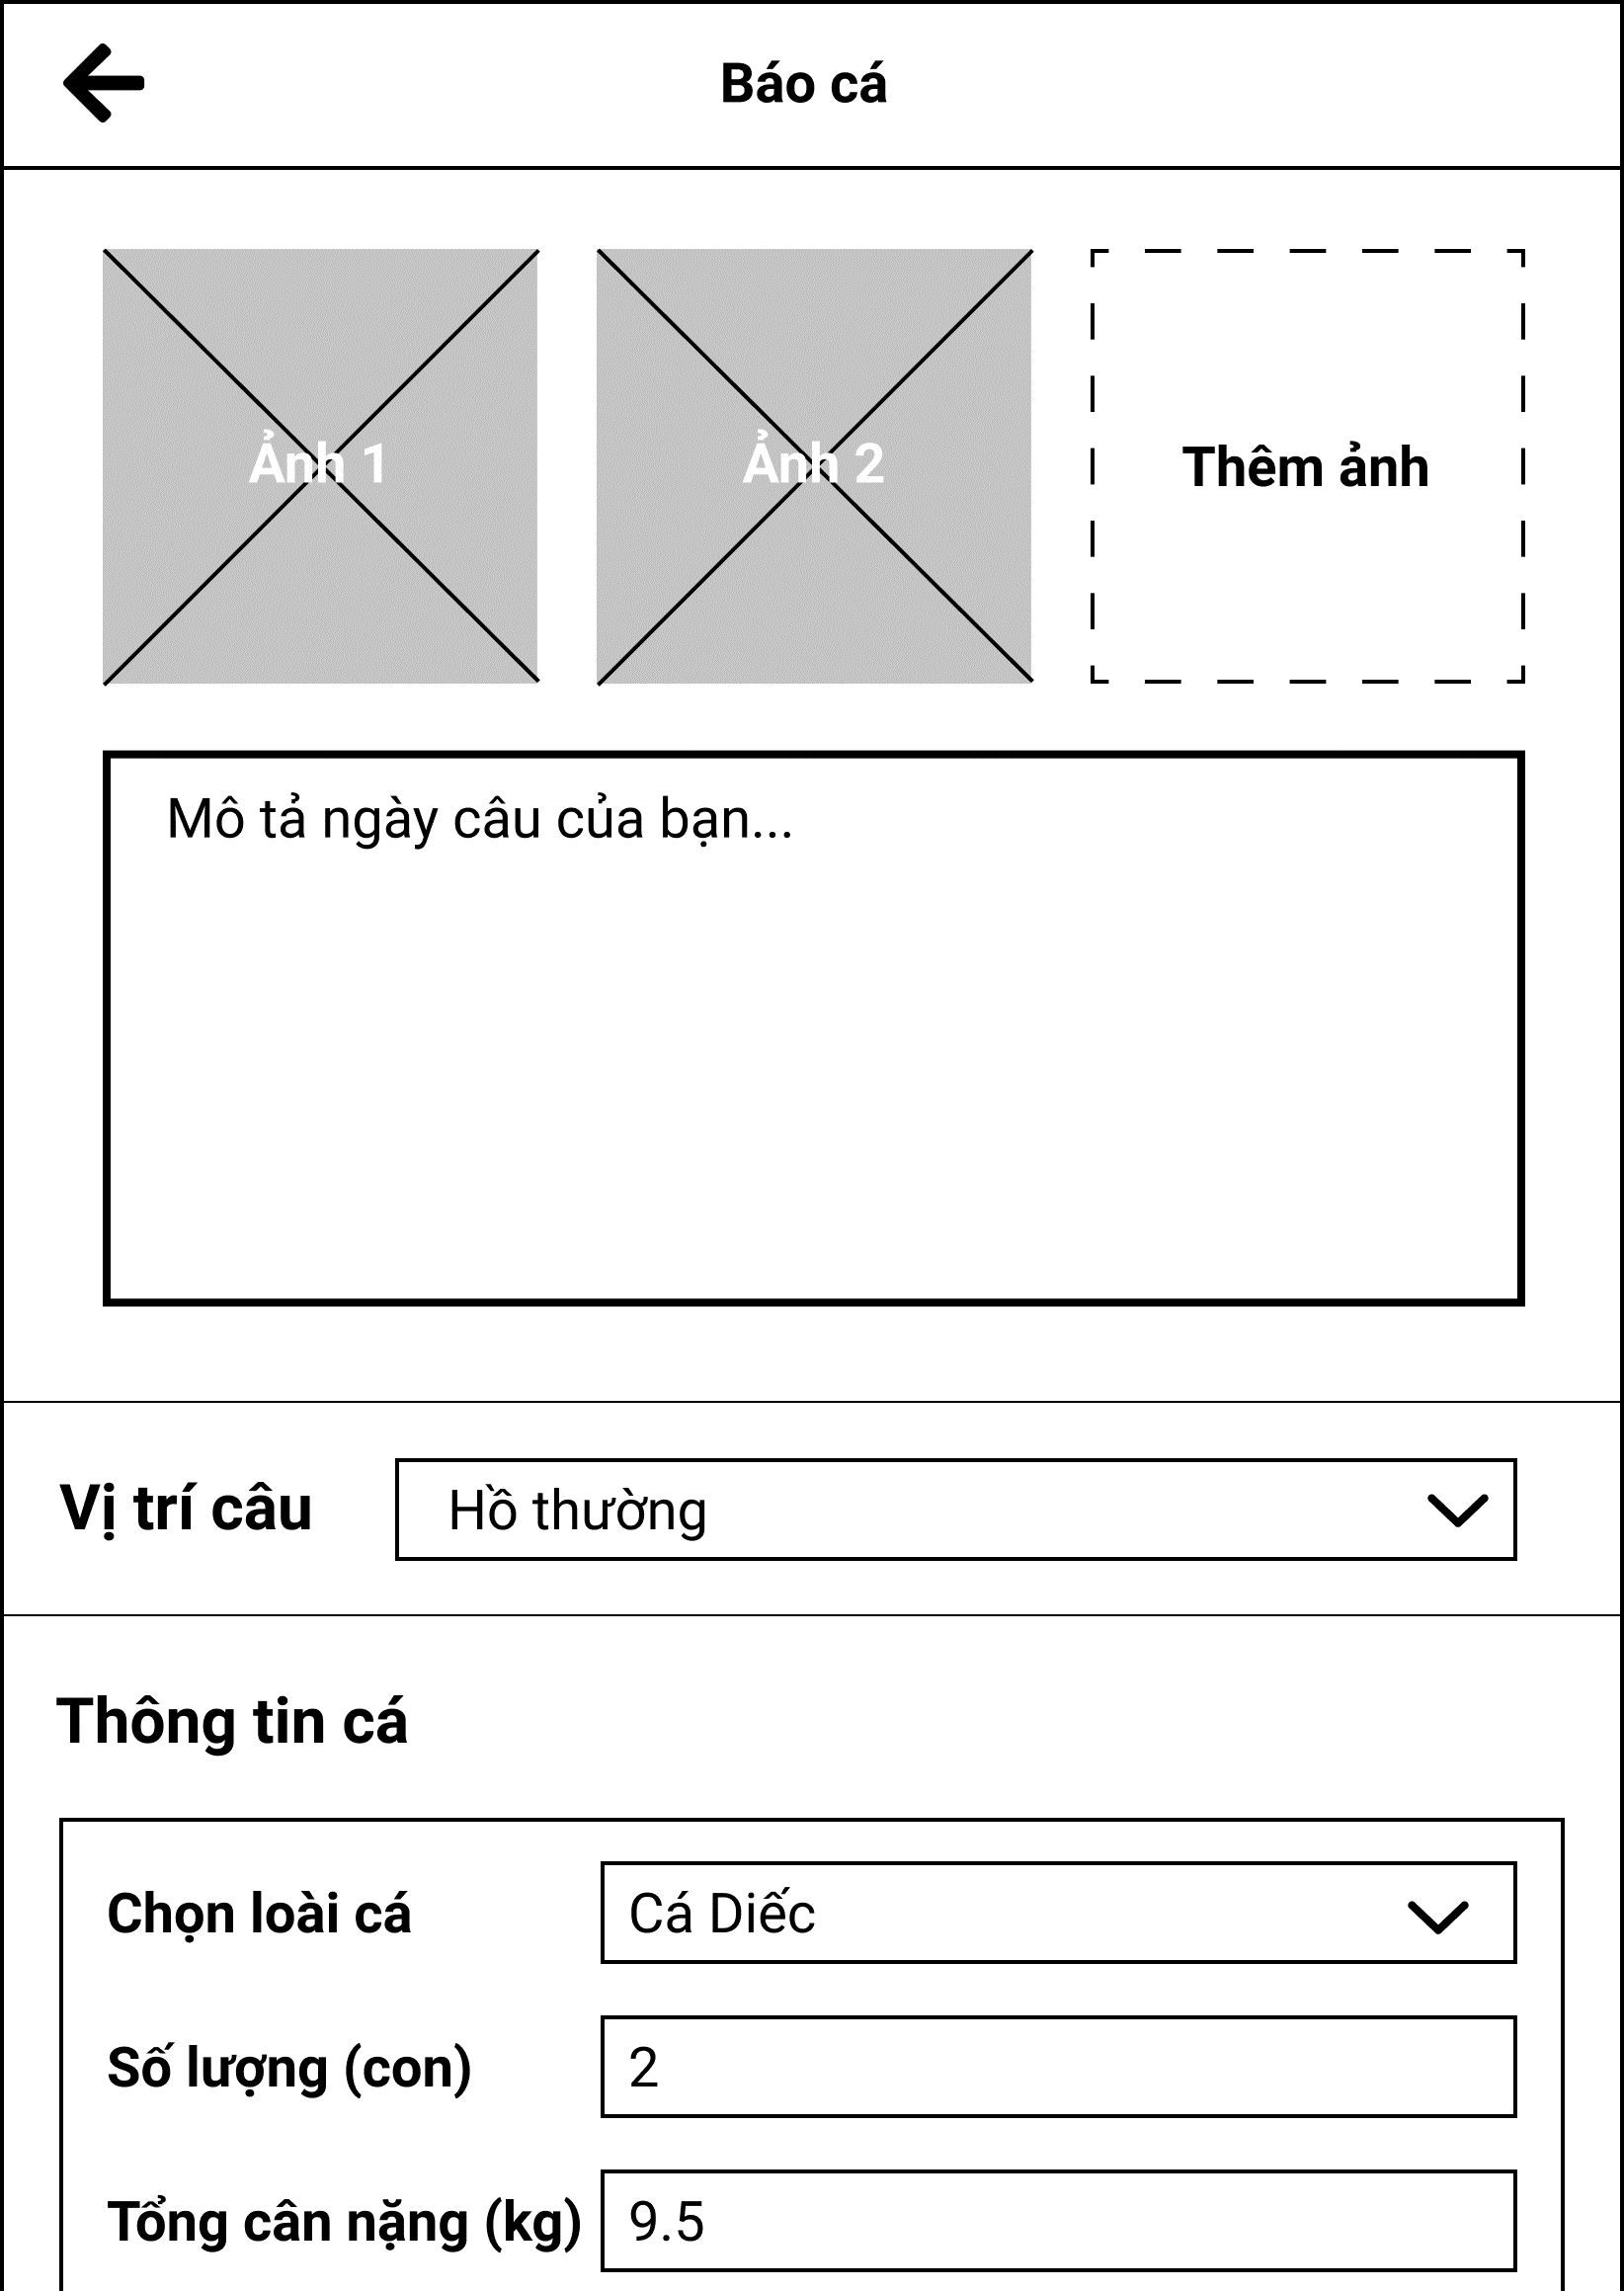 Báo cá
Ảnh 1
Ảnh 2
Thêm ảnh
Mô tả ngày câu của bạn...
Vị trí câu
Hồ thường
Thông tin cá
Chọn loài cá
Cá Diếc
Số lượng (con)
2
Tổng cân nặng (kg)
9.5